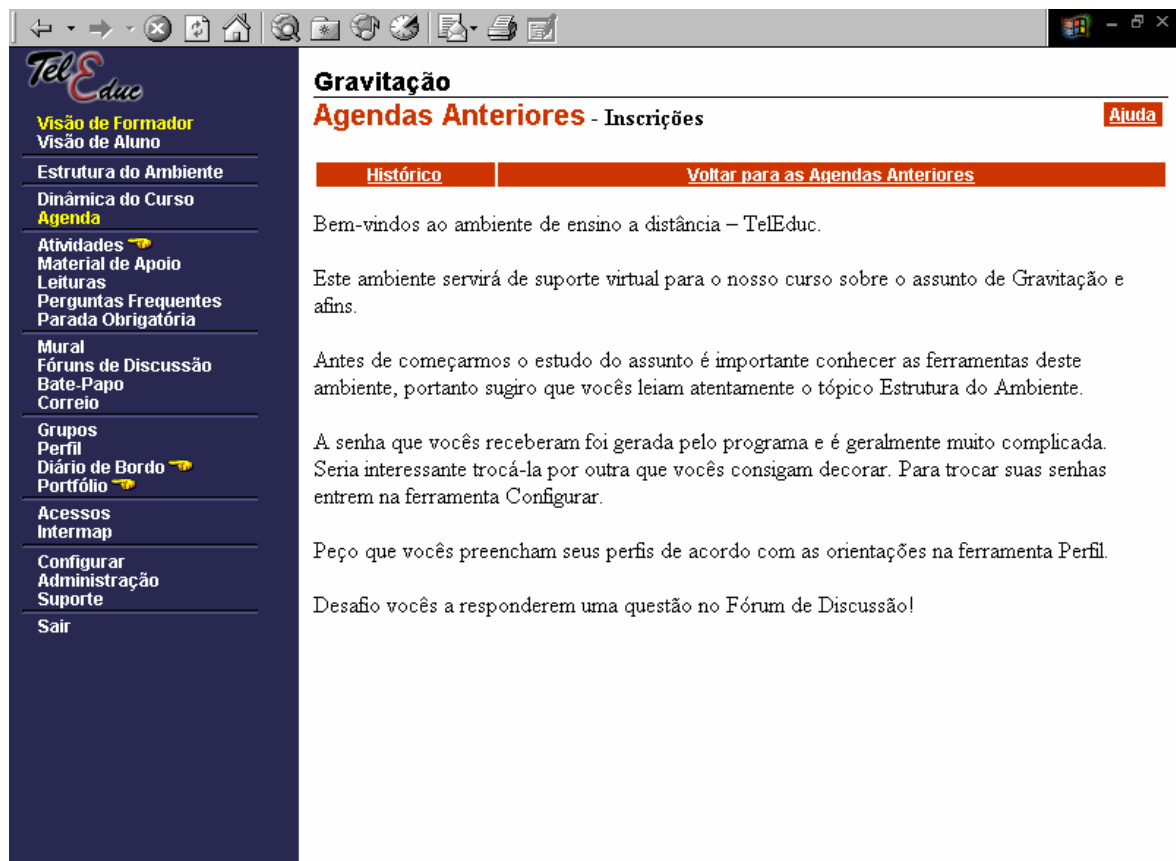 TelEduc
Visão de Formador
Visão de Aluno
Estrutura do Ambiente
Dinâmica do Curso
Agenda
Atividades
Material de Apoio
Leituras
Perguntas Frequentes
Parada Obrigatória
Mural
Fóruns de Discussão
Bate-Papo
Correio
Grupos
Perfil
Diário de Bordo
Portfólio
Acessos
Intermap
Configurar
Administração
Suporte
Sair
Gravitação
Agendas Anteriores - Inscrições
Ajuda
Histórico
Voltar para as Agendas Anteriores
Bem-vindos ao ambiente de ensino a distância – TelEduc.
Este ambiente servirá de suporte virtual para o nosso curso sobre o assunto de Gravitação e
afins.
Antes de começarmos o estudo do assunto é importante conhecer as ferramentas deste
ambiente, portanto sugiro que vocês leiam atentamente o tópico Estrutura do Ambiente.
A senha que vocês receberam foi gerada pelo programa e é geralmente muito complicada.
Seria interessante trocá-la por outra que vocês consigam decorar. Para trocar suas senhas
entrem na ferramenta Configurar.
Peço que vocês preencham seus perfis de acordo com as orientações na ferramenta Perfil.
Desafio vocês a responderem uma questão no Fórum de Discussão!